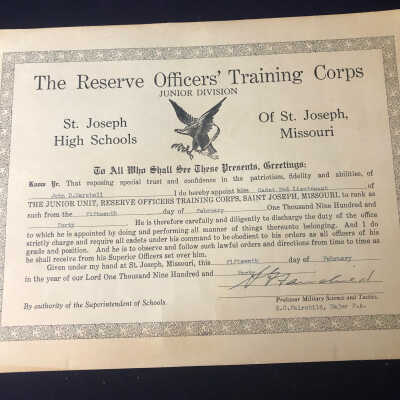 The Reserve Officers' Training Corps
JUNIOR DIVISION
St. Joseph
High Schools
Of St. Joseph,
Missouri
To All Who Shall See These Presents, Greetings:
Know Ye. That reposing special trust and confidence in the patriotism, fidelity and abilities, of
John D. I do hereby appoint him Cadet 2nd Lieutenant of
THE JUNIOR UNIT, RESERVE OFFICERS TRAINING CORPS, SAINT JOSEPH, MISSOURI, to rank as
such from the Fifteenth day of February One Thousand Nine Hundred and
Forty He is therefore carefully and diligently to discharge the duty of the office
to which he is appointed by doing and performing all manner of things thereunto belonging. And I do
strictly charge and require all cadets under his command to be obedient to his orders as all officers of his
grade and position. And he is to observe and follow such lawful orders and directions from time to time as
he shall receive from his Superior Officers set over him.
Given under my hand at St. Joseph, Missouri, this Fifteenth day of February
in the year of our Lord One Thousand Nine Hundred and Forty
By authority of the Superintendent of Schools.
Professor Military Science and Tactics.
Fairchild, Major F.A.